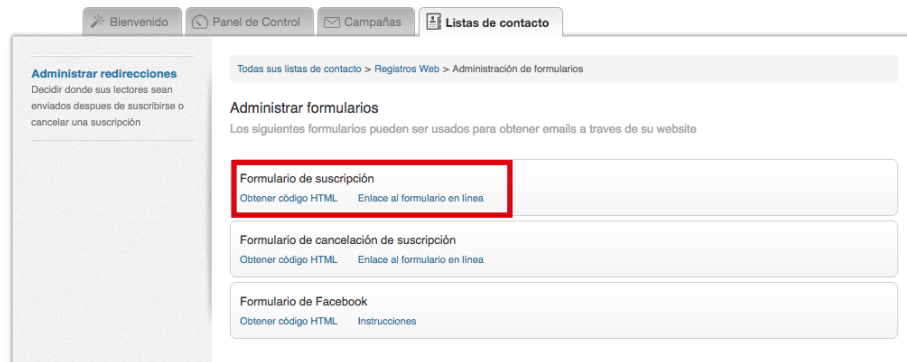 Bienvenido
Panel de Control
Campañas
Listas de contacto
Administrar redirecciones
Decidir donde sus lectores sean
enviados despues de suscribirse o
cancelar una suscripción
Todas sus listas de contacto > Registros Web > Administración de formularios
Administrar formularios
Los siguientes formularios pueden ser usados para obtener emails a traves de su website
Formulario de suscripción
Obtener código HTML Enlace al formulario en línea
Formulario de cancelación de suscripción
Obtener código HTML Enlace al formulario en línea
Formulario de Facebook
Obtener código HTML Instrucciones